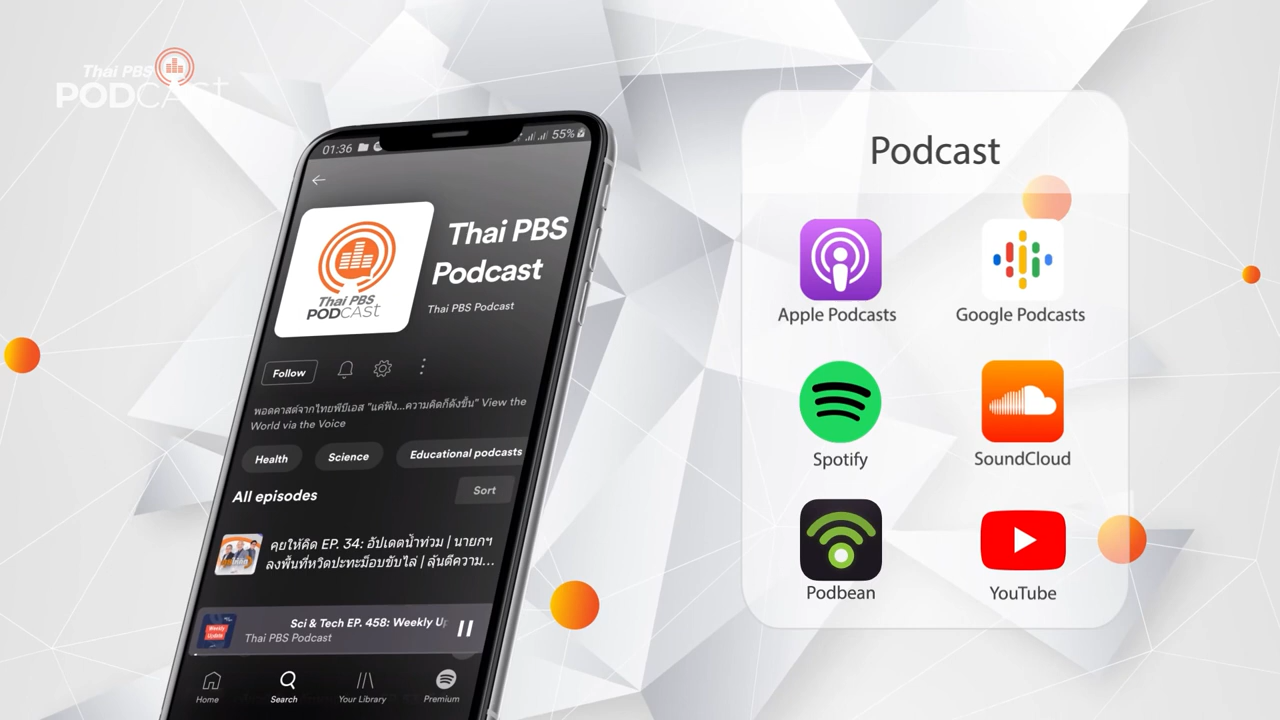 Thai PBS
PODCAST
01:36
55%
Thai PBS
PODCAST
Thai PBS
Podcast
Thai PBS Podcast
Follow
พอดคาสต์จากไทยพีบีเอส "แค่ฟัง...ความคิดก็ดังขึ้น" View the
World via the Voice
Health
Science
Educational podcasts
All episodes
Sort
คุยให้คิด EP. 34: อัปเดตน้ำท่วม | นายกฯ
ลงพื้นที่หวิดปะทะม็อบขับไล่ | ลุ้นตีความ...
Weekly
Update
Sci & Tech EP. 458: Weekly Up
Thai PBS Podcast
Home
Search
Your Library
Premium
Podcast
Apple Podcasts
Google Podcasts
Spotify
SoundCloud
Podbean
YouTube